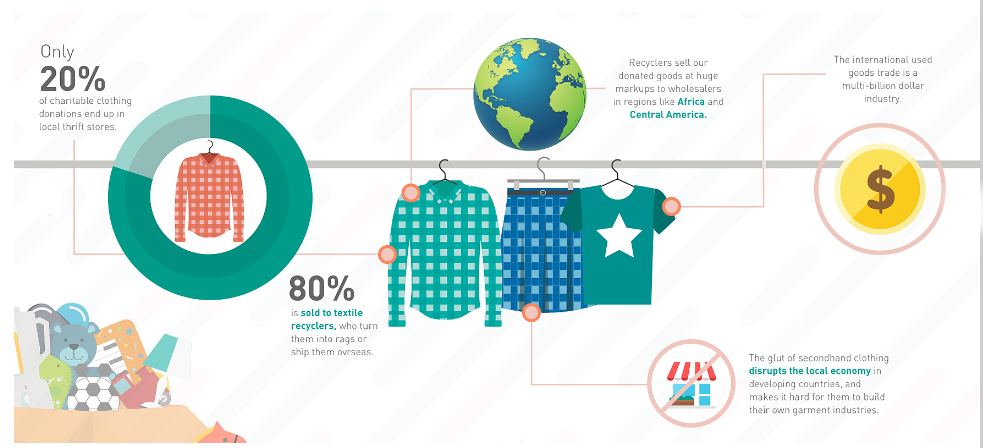 Only
20%
of charitable clothing
donations end up in
local thrift stores.
80%
is sold to textile
recyclers, who turn
them into rags or
ship them ovrseas.
Recyclers sell our
donated goods at huge
markups to wholesalers
in regions like Africa and
Central America.
The international used
goods trade is a
multi-billion dollar
industry.
$
The glut of secondhand clothing
disrupts the local economy in
developing countries, and
makes it hard for them to build
their own garment industries.